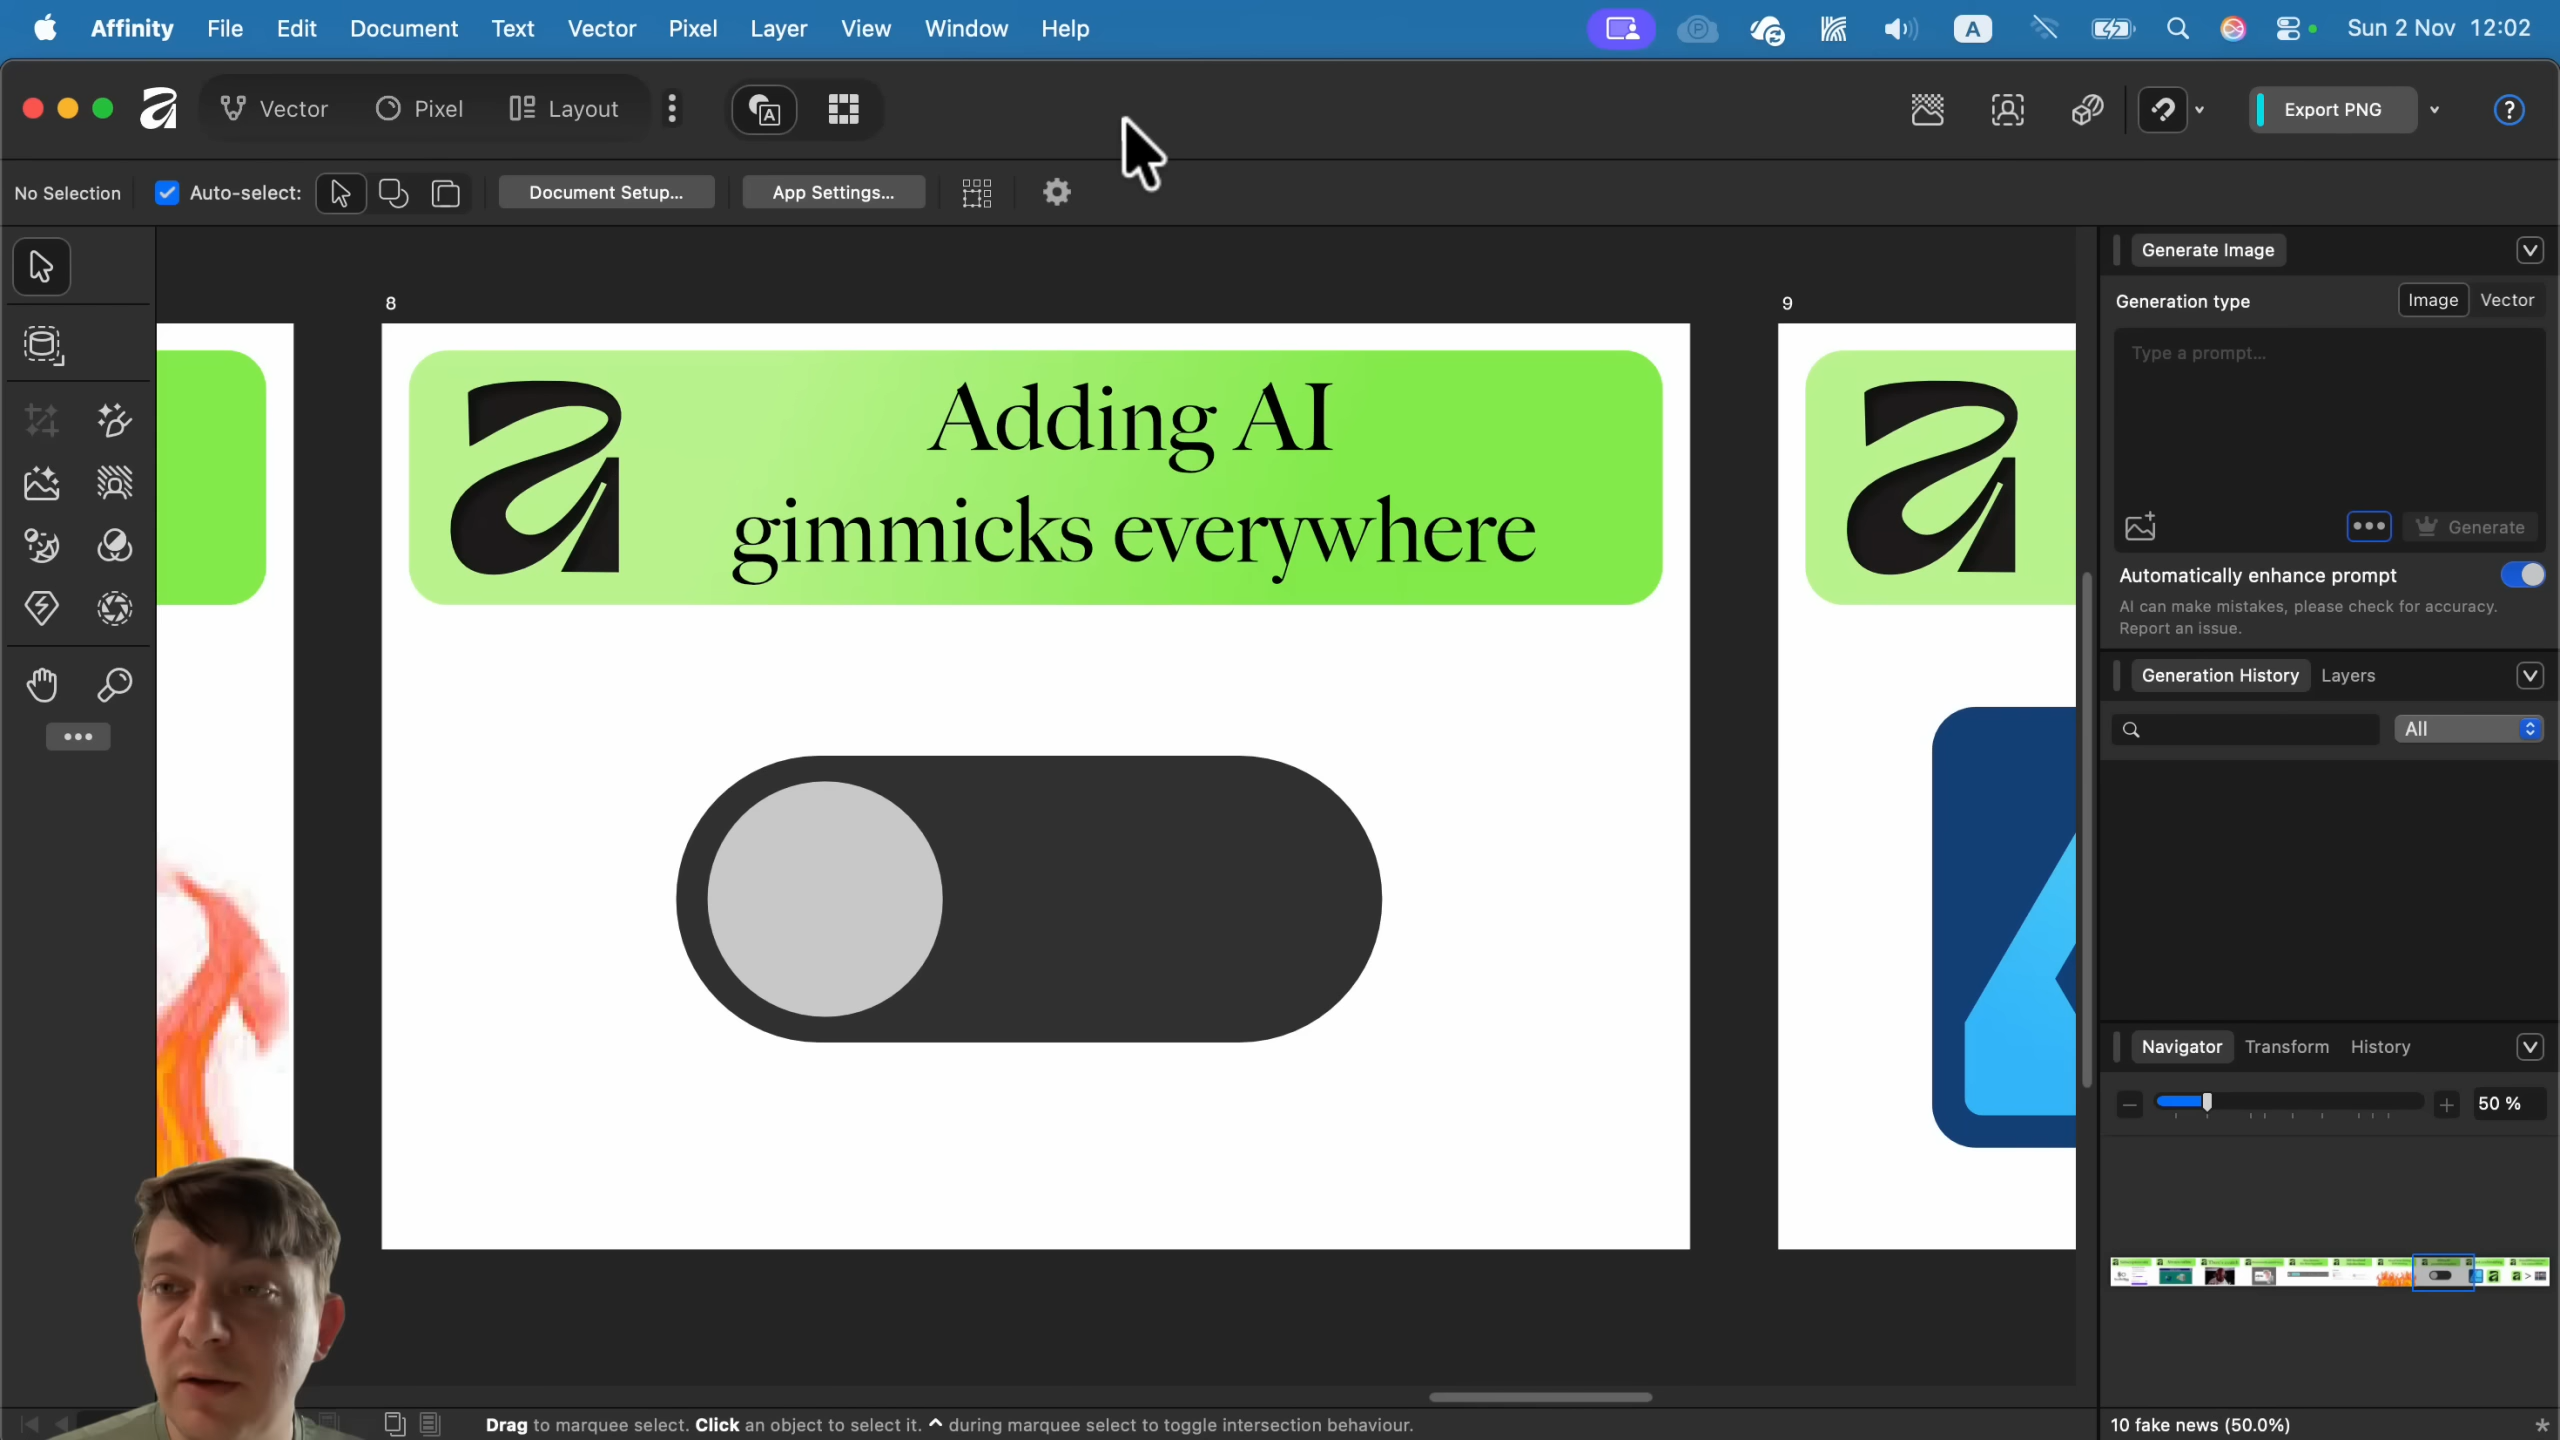 Affinity File Edit Document Text Vector Pixel Layer View Window Help A Sun 2 Nov 12:02
Vector Pixel Layout A Export PNG ?
No Selection Auto-select: Document Setup... App Settings...
Generate Image
Generation type Image Vector
Type a prompt...
Generate
Automatically enhance prompt
AI can make mistakes, please check for accuracy.
Report an issue.
Generation History Layers
All
Navigator Transform History
50 %
8
9
a
Adding AI
gimmicks everywhere
a
Drag to marquee select. Click an object to select it. ^ during marquee select to toggle intersection behaviour.
10 fake news (50.0%) *